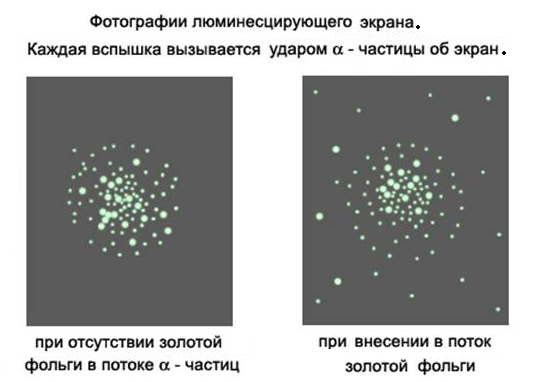 Фотографии люминесцирующего экрана.
Каждая вспышка вызывается ударом α - частицы об экран.
при отсутствии золотой
фольги в потоке α - частиц
при внесении в поток
золотой фольги